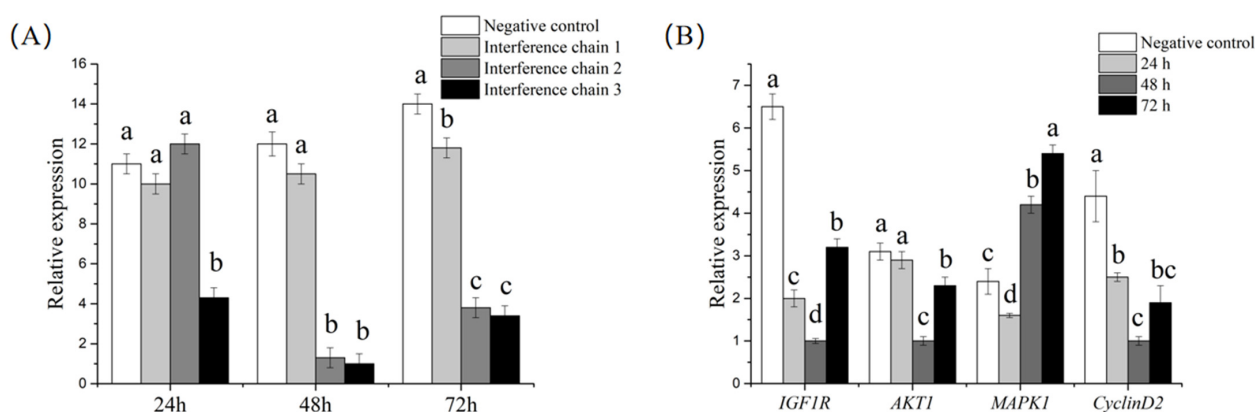 (A)
Negative control
Interference chain 1
Interference chain 2
Interference chain 3
Relative expression
16
14
12
10
8
6
4
2
0
a
a
a
b
a
a
b
b
a
b
c
c
24h
48h
72h
(B)
Negative control
24 h
48 h
72 h
Relative expression
7
6
5
4
3
2
1
0
a
c
d
b
a
a
c
b
c
d
b
a
a
b
c
bc
IGF1R
AKT1
MAPK1
CyclinD2